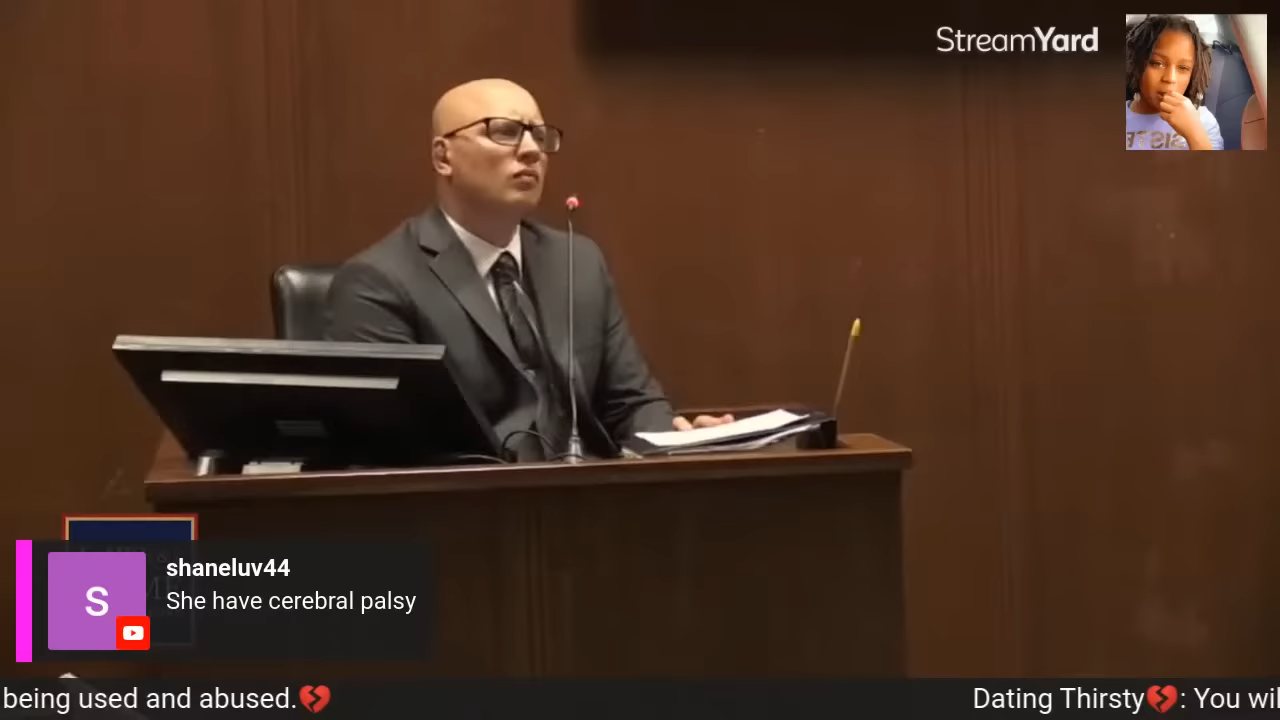 StreamYard
shaneluv44
She have cerebral palsy
S
being used and abused.💔
Dating Thirsty💔: You wil